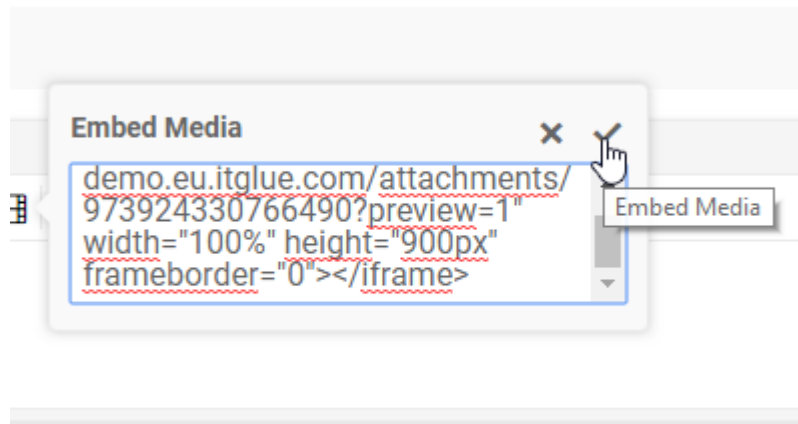 Embed Media
demo.eu.itglue.com/attachments/
973924330766490?preview=1"
width="100%" height="900px"
frameborder="0"></iframe>
Embed Media